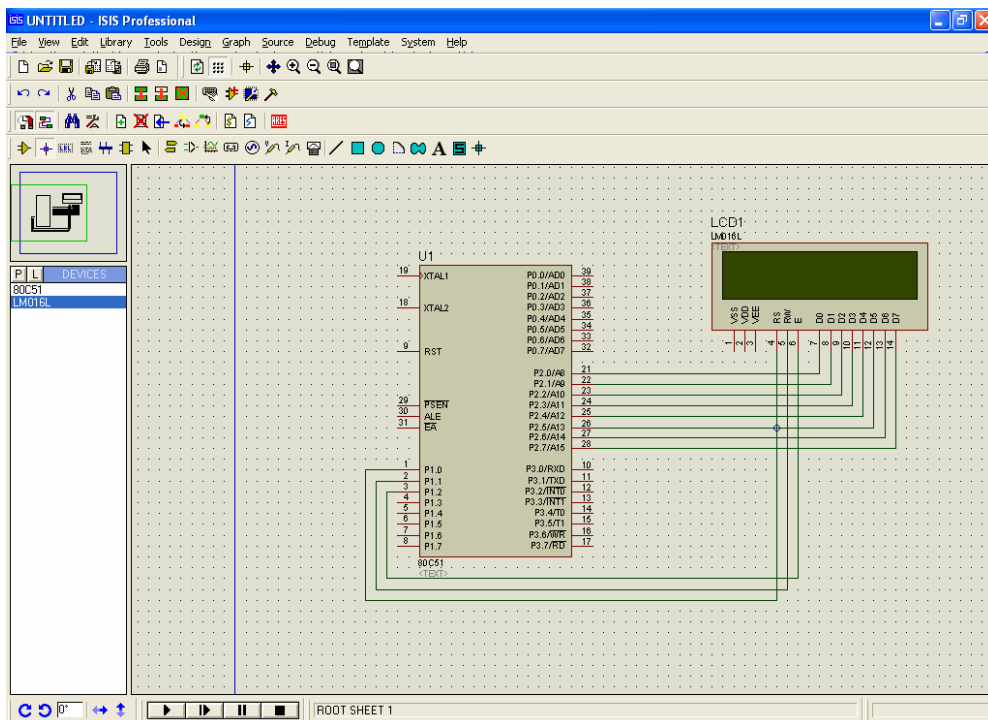 isis UNTITLED - ISIS Professional
File View Edit Library Tools Design Graph Source Debug Template System Help
ARES
A S
P L DEVICES
80C51
LM016L
LCD1
LM016L
<TEXT>
VSS VDD VEE RS RW E D0 D1 D2 D3 D4 D5 D6 D7
1 2 3 4 5 6 7 8 9 10 11 12 13 14
U1
19 XTAL1 P0.0/AD0 39
P0.1/AD1 38
P0.2/AD2 37
18 XTAL2 P0.3/AD3 36
P0.4/AD4 35
P0.5/AD5 34
P0.6/AD6 33
9 RST P0.7/AD7 32
P2.0/A8 21
P2.1/A9 22
P2.2/A10 23
29 PSEN P2.3/A11 24
30 ALE P2.4/A12 25
31 EA P2.5/A13 26
P2.6/A14 27
P2.7/A15 28
1 P1.0 P3.0/RXD 10
2 P1.1 P3.1/TXD 11
3 P1.2 P3.2/INT0 12
4 P1.3 P3.3/INT1 13
5 P1.4 P3.4/T0 14
6 P1.5 P3.5/T1 15
7 P1.6 P3.6/WR 16
8 P1.7 P3.7/RD 17
80C51
<TEXT>
0° ROOT SHEET 1